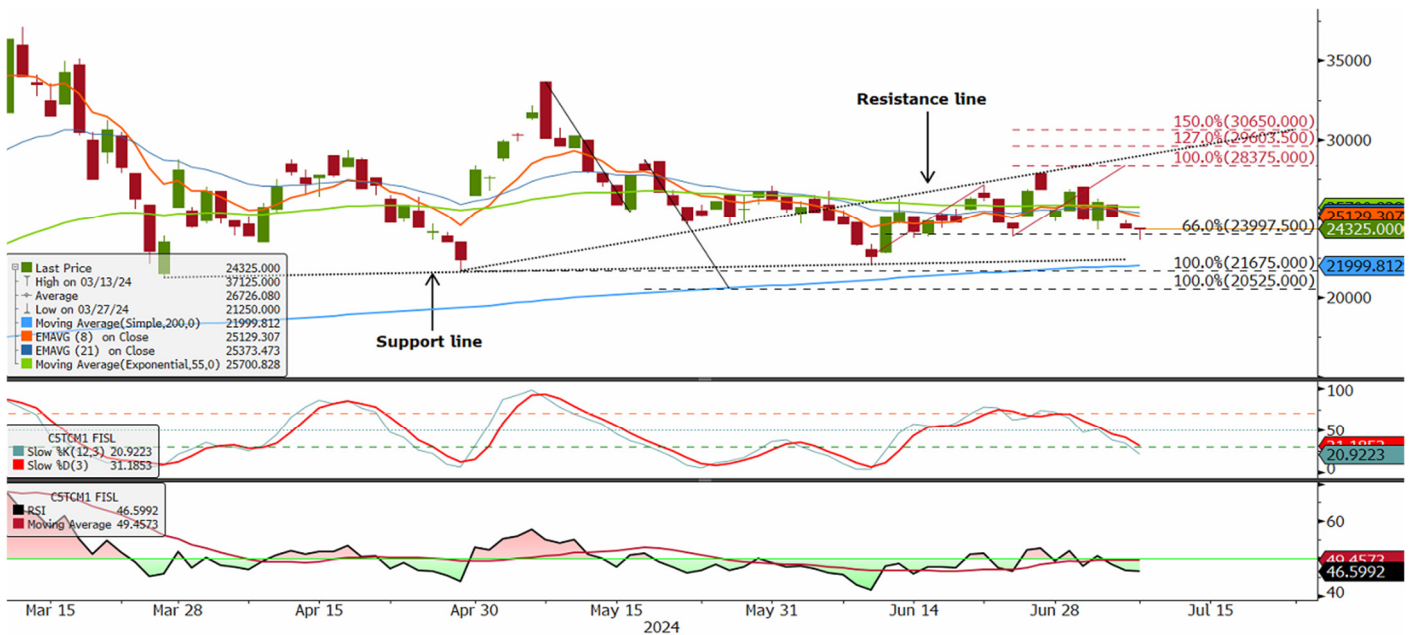 35000
Resistance line
150.0%(30650.000)
30000
127.0%(29603.500)
100.0%(28375.000)
25129.307
66.0%(23997.500)
24325.000
100.0%(21675.000)
21999.812
100.0%(20525.000)
20000
Support line
Last Price 24325.000
High on 03/13/24 37125.000
Average 26726.080
Low on 03/27/24 21250.000
Moving Average(Simple,200,0) 21999.812
EMAVG (8) on Close 25129.307
EMAVG (21) on Close 25373.473
Moving Average(Exponential,55,0) 25700.828
100
50
31.1853
20.9223
0
C5TCM1 FISL
Slow %K(12,3) 20.9223
Slow %D(3) 31.1853
C5TCM1 FISL
RSI 46.5992
Moving Average 49.4573
60
49.4573
46.5992
40
Mar 15 Mar 28 Apr 15 Apr 30 May 15 May 31 Jun 14 Jun 28 Jul 15
2024